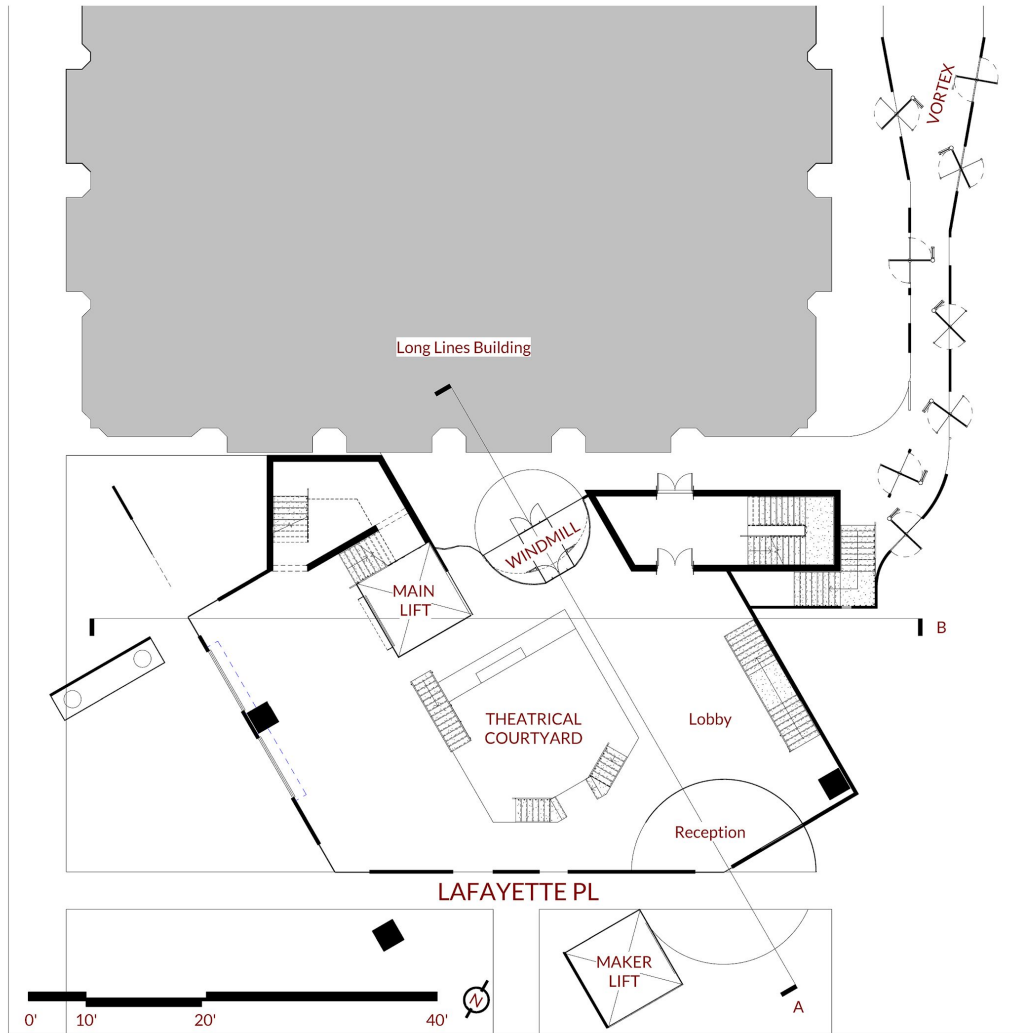 VORTEX
Long Lines Building
WINDMILL
MAIN
LIFT
B
THEATRICAL
COURTYARD
Lobby
Reception
LAFAYETTE PL
MAKER
LIFT
A
N
0' 10' 20' 40'